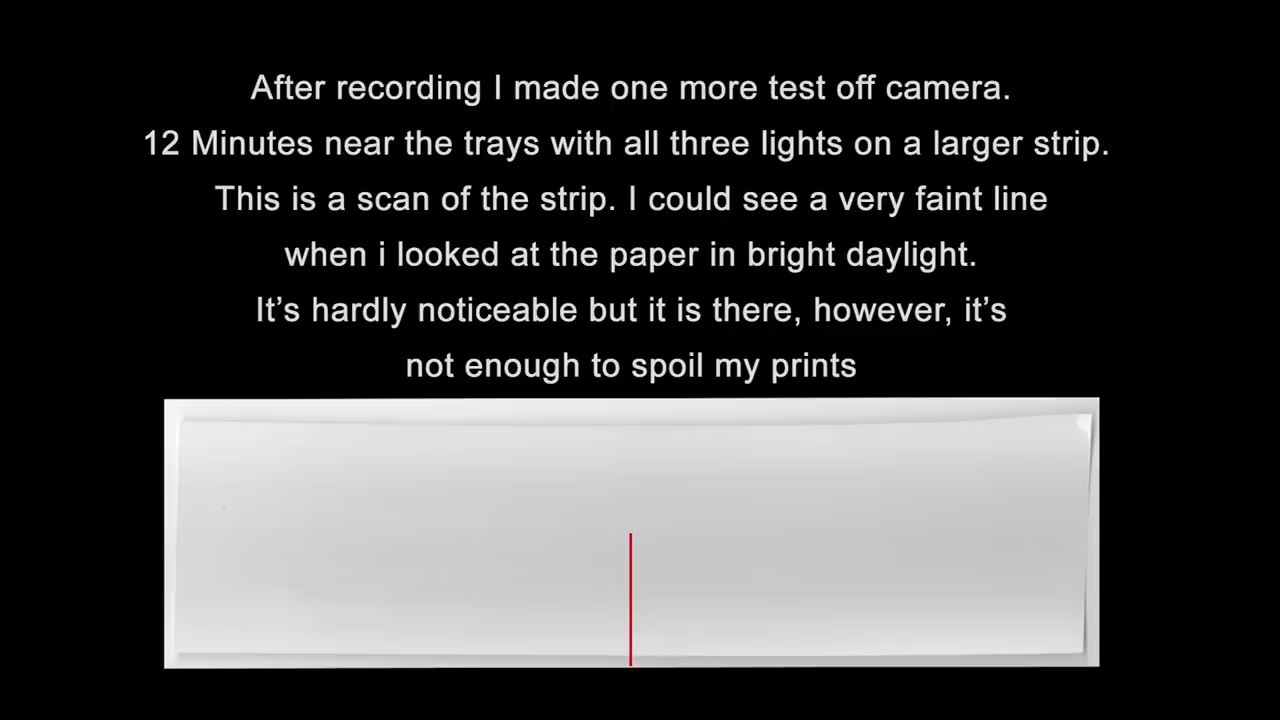 After recording I made one more test off camera.
12 Minutes near the trays with all three lights on a larger strip.
This is a scan of the strip. I could see a very faint line
when i looked at the paper in bright daylight.
It’s hardly noticeable but it is there, however, it’s
not enough to spoil my prints